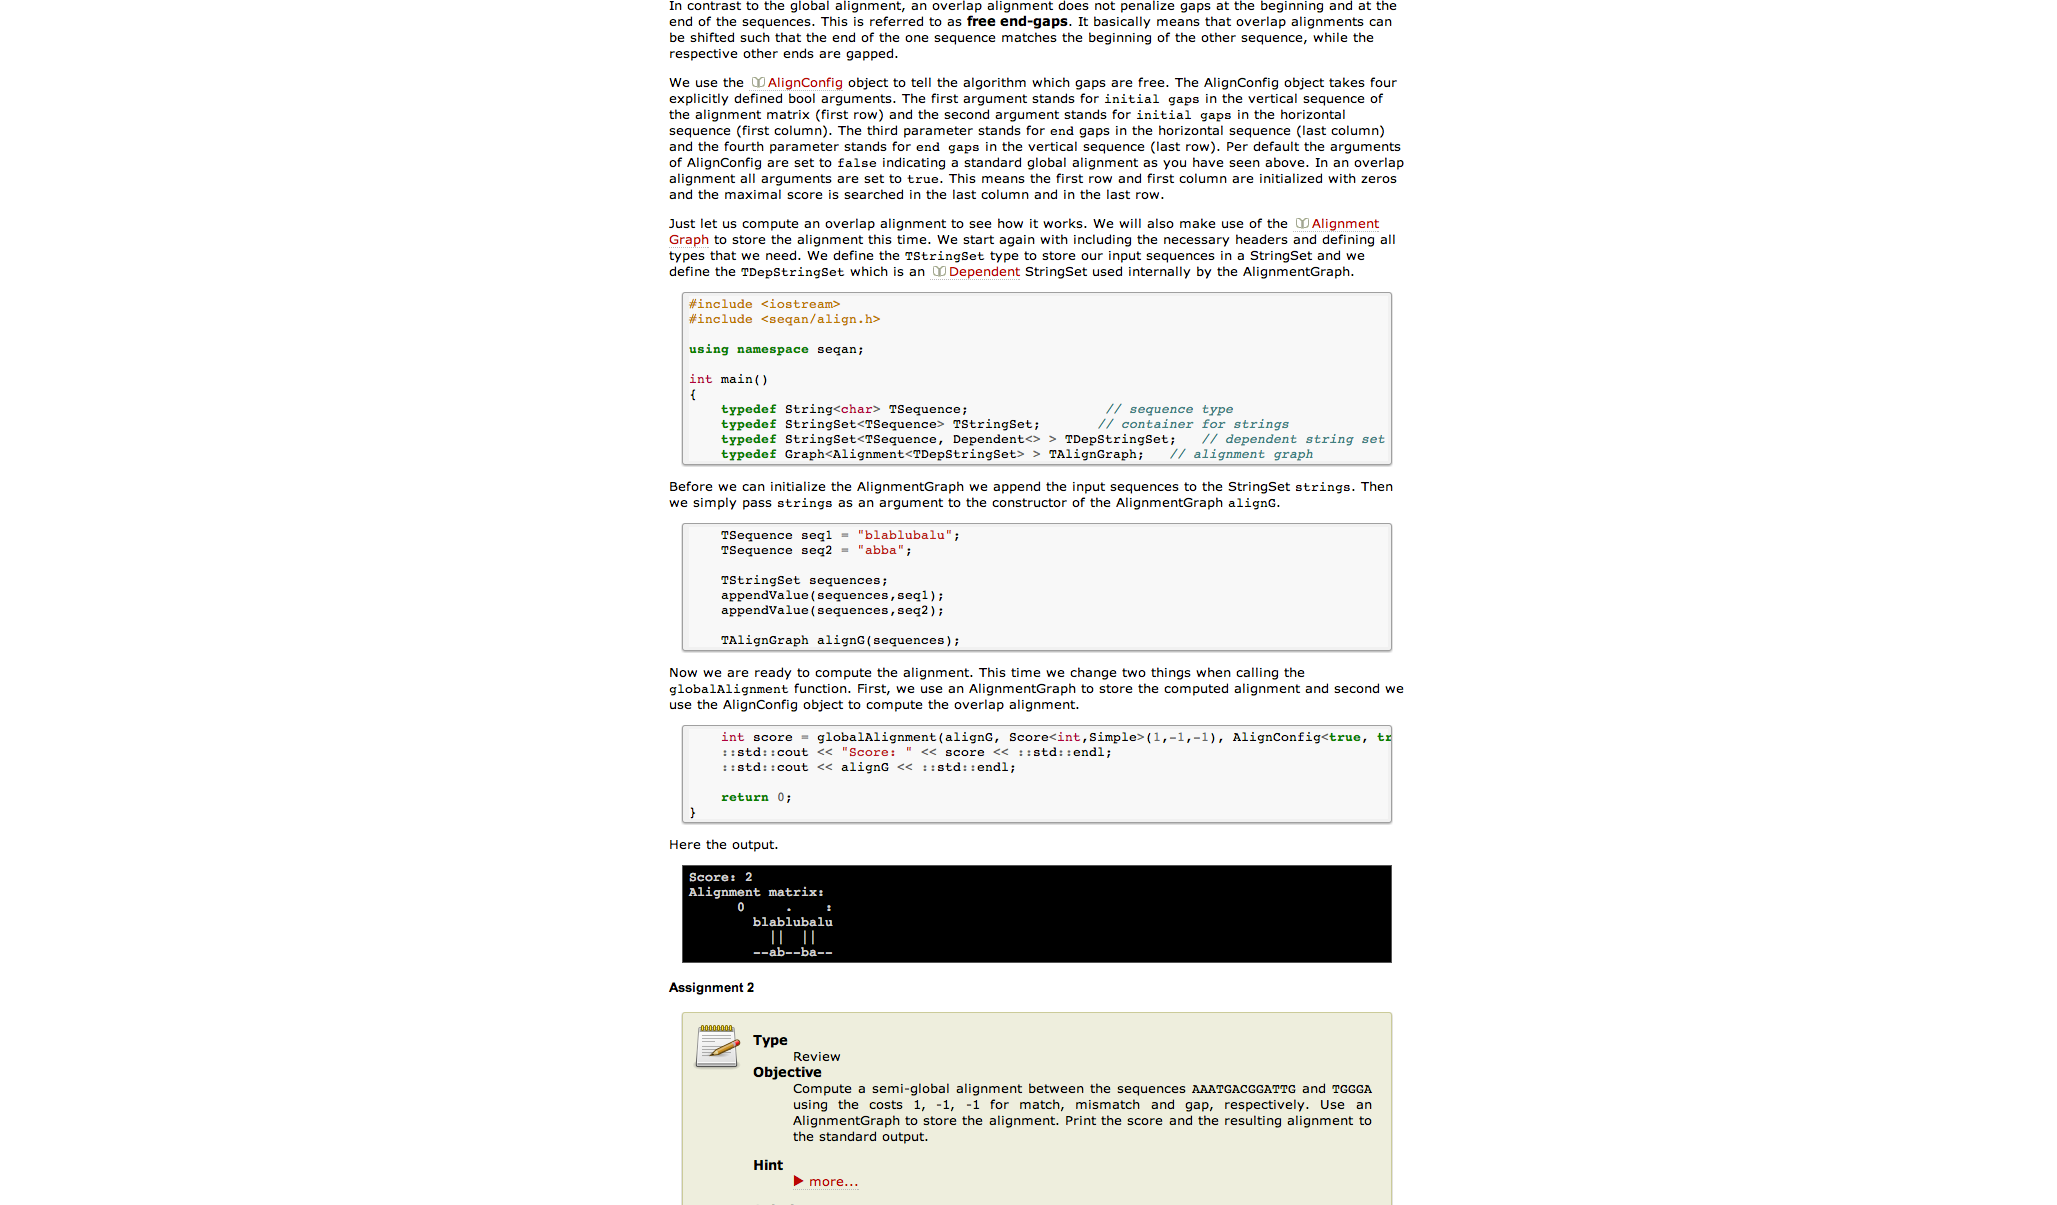 In contrast to the global alignment, an overlap alignment does not penalize gaps at the beginning and at the
end of the sequences. This is referred to as free end-gaps. It basically means that overlap alignments can
be shifted such that the end of the one sequence matches the beginning of the other sequence, while the
respective other ends are gapped.
We use the AlignConfig object to tell the algorithm which gaps are free. The AlignConfig object takes four
explicitly defined bool arguments. The first argument stands for initial gaps in the vertical sequence of
the alignment matrix (first row) and the second argument stands for initial gaps in the horizontal
sequence (first column). The third parameter stands for end gaps in the horizontal sequence (last column)
and the fourth parameter stands for end gaps in the vertical sequence (last row). Per default the arguments
of AlignConfig are set to false indicating a standard global alignment as you have seen above. In an overlap
alignment all arguments are set to true. This means the first row and first column are initialized with zeros
and the maximal score is searched in the last column and in the last row.
Just let us compute an overlap alignment to see how it works. We will also make use of the Alignment
Graph to store the alignment this time. We start again with including the necessary headers and defining all
types that we need. We define the TStringSet type to store our input sequences in a StringSet and we
define the TDepStringSet which is an Dependent StringSet used internally by the AlignmentGraph.
#include <iostream>
#include <seqan/align.h>
using namespace seqan;
int main()
{
    typedef String<char> TSequence;                 // sequence type
    typedef StringSet<TSequence> TStringSet;       // container for strings
    typedef StringSet<TSequence, Dependent<> > TDepStringSet;   // dependent string set
    typedef Graph<Alignment<TDepStringSet> > TAlignGraph;   // alignment graph
Before we can initialize the AlignmentGraph we append the input sequences to the StringSet strings. Then
we simply pass strings as an argument to the constructor of the AlignmentGraph alignG.
    TSequence seq1 = "blablubalu";
    TSequence seq2 = "abba";
    TStringSet sequences;
    appendValue(sequences,seq1);
    appendValue(sequences,seq2);
    TAlignGraph alignG(sequences);
Now we are ready to compute the alignment. This time we change two things when calling the
globalAlignment function. First, we use an AlignmentGraph to store the computed alignment and second we
use the AlignConfig object to compute the overlap alignment.
    int score = globalAlignment(alignG, Score<int,Simple>(1,-1,-1), AlignConfig<true, tr
    ::std::cout << "Score: " << score << ::std::endl;
    ::std::cout << alignG << ::std::endl;
    return 0;
}
Here the output.
Score: 2
Alignment matrix:
      0     .    :
        blablubalu
          ||  ||
        --ab--ba--
Assignment 2
Type
Review
Objective
Compute a semi-global alignment between the sequences AAATGACGGATTG and TGGGA
using the costs 1, -1, -1 for match, mismatch and gap, respectively. Use an
AlignmentGraph to store the alignment. Print the score and the resulting alignment to
the standard output.
Hint
more...